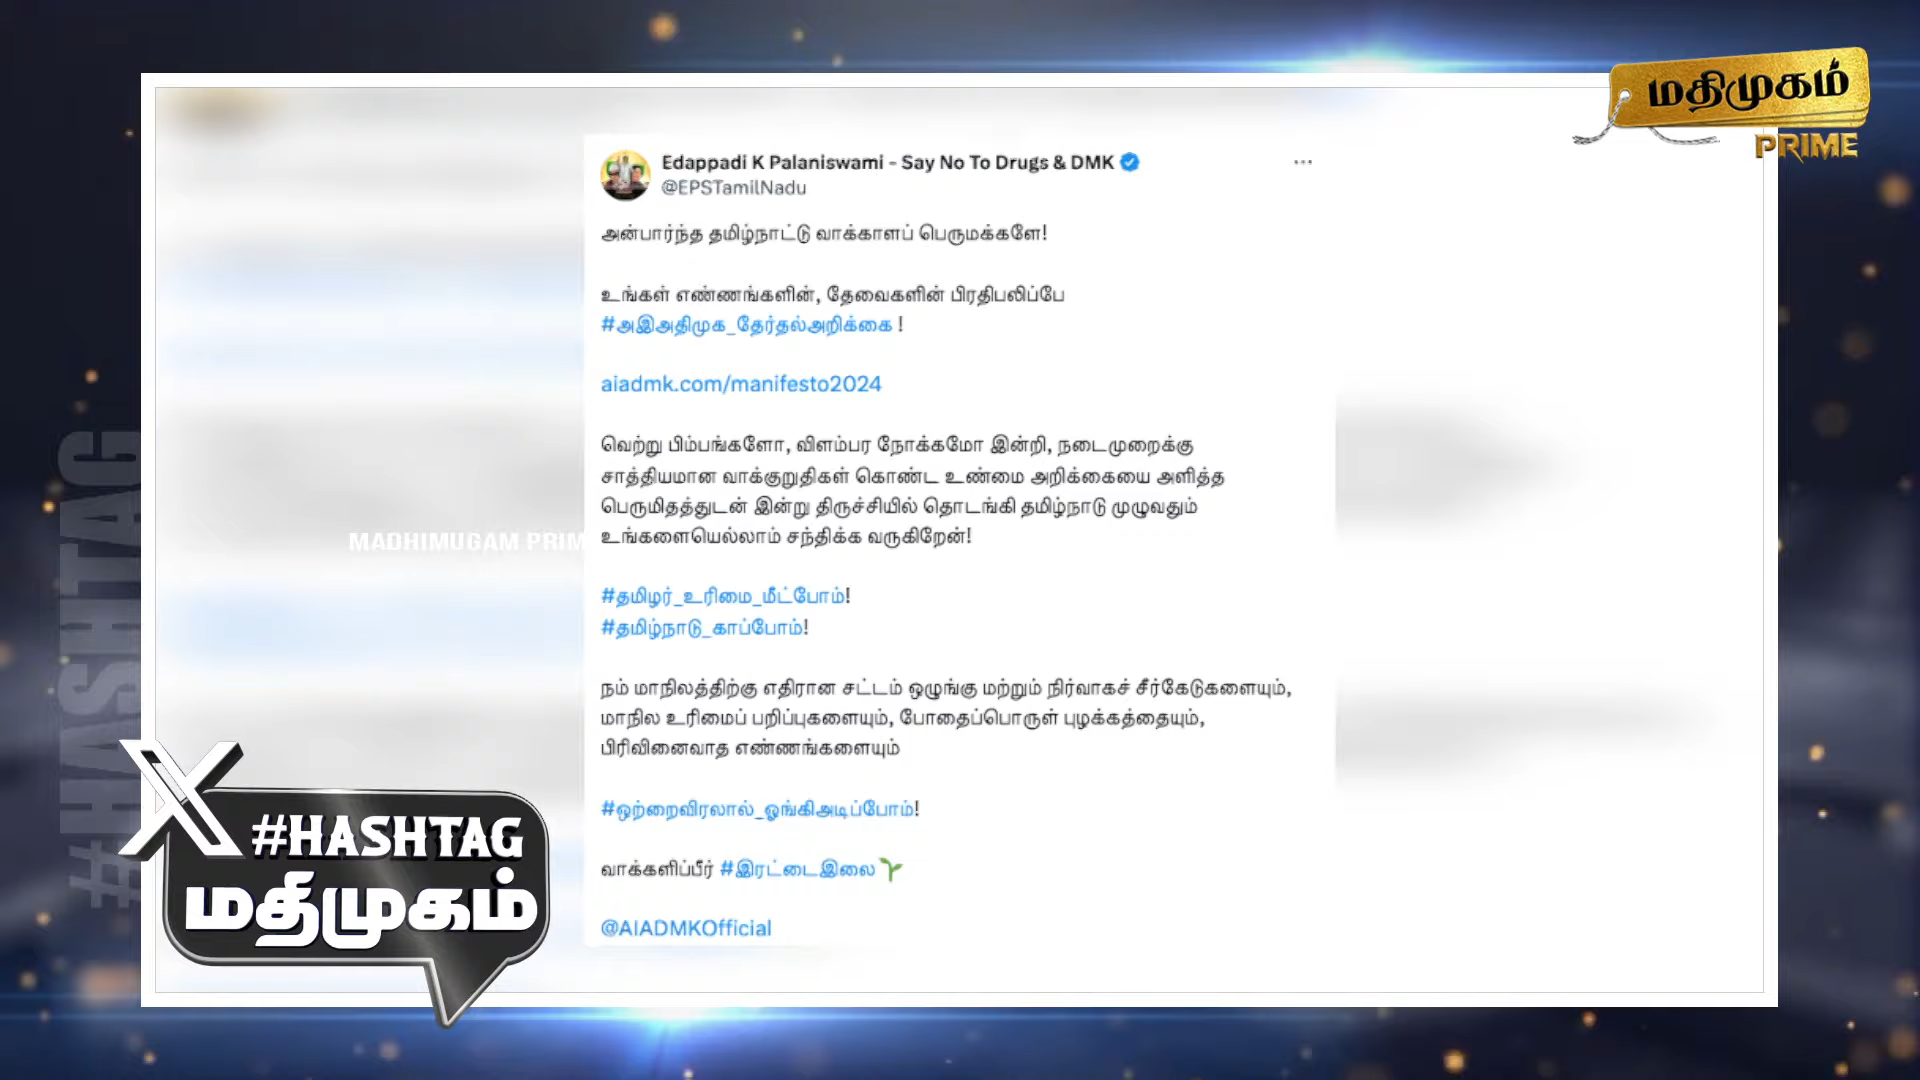 மதிமுகம்
PRIME
Edappadi K Palaniswami - Say No To Drugs & DMK
@EPSTamilNadu
அன்பார்ந்த தமிழ்நாட்டு வாக்காளப் பெருமக்களே!
உங்கள் எண்ணங்களின், தேவைகளின் பிரதிபலிப்பே
#அஇஅதிமுக_தேர்தல்அறிக்கை !
aiadmk.com/manifesto2024
வெற்று பிம்பங்களோ, விளம்பர நோக்கமோ இன்றி, நடைமுறைக்கு
சாத்தியமான வாக்குறுதிகள் கொண்ட உண்மை அறிக்கையை அளித்த
பெருமிதத்துடன் இன்று திருச்சியில் தொடங்கி தமிழ்நாடு முழுவதும்
உங்களையெல்லாம் சந்திக்க வருகிறேன்!
#தமிழர்_உரிமை_மீட்போம்!
#தமிழ்நாடு_காப்போம்!
நம் மாநிலத்திற்கு எதிரான சட்டம் ஒழுங்கு மற்றும் நிர்வாகச் சீர்கேடுகளையும்,
மாநில உரிமைப் பறிப்புகளையும், போதைப்பொருள் புழக்கத்தையும்,
பிரிவினைவாத எண்ணங்களையும்
#ஒற்றைவிரலால்_ஓங்கிஅடிப்போம்!
வாக்களிப்பீர் #இரட்டைஇலை
@AIADMKOfficial
MADHIMUGAM PRIM
#HASHTAG
#HASHTAG
மதிமுகம்